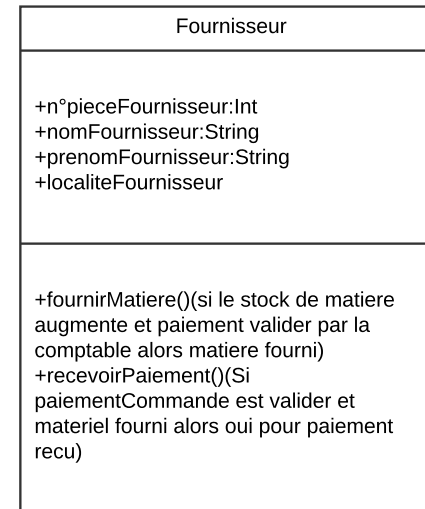 Fournisseur
+n°pieceFournisseur:Int
+nomFournisseur:String
+prenomFournisseur:String
+localiteFournisseur
+fournirMatiere()(si le stock de matiere
augmente et paiement valider par la
comptable alors matiere fourni)
+recevoirPaiement()(Si
paiementCommande est valider et
materiel fourni alors oui pour paiement
recu)